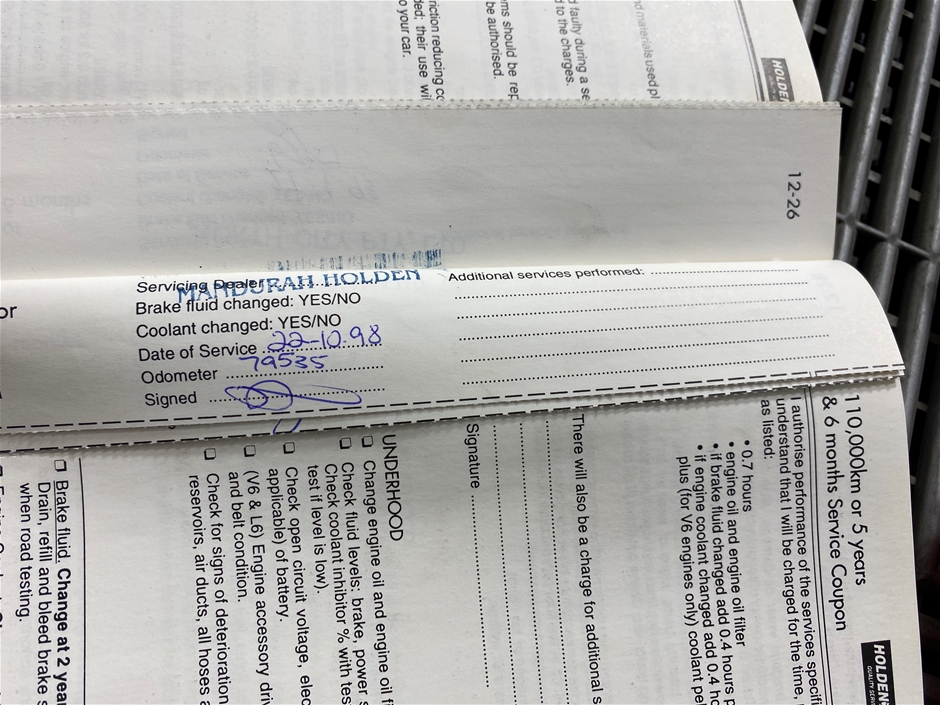 riction reducing
ed; their use
o your car.
ms should be
be authorised.
faulty during a
to the charges.
nd materials used
HOLDEN
12-26
Servicing Dealer
MANDURAH HOLDEN
Brake fluid changed: YES/NO
Coolant changed: YES/NO
Date of Service 22-10.98
Odometer 79535
Signed
Additional services performed:
or
110,000km or 5 years
& 6 months Service Coupon
I authorise performance of the services specifi
understand that I will be charged for the time,
as listed:
• 0.7 hours
• engine oil and engine oil filter
• if brake fluid changed add 0.4 hours
• if engine coolant changed add 0.4
plus (for V6 engines only) coolant pel
There will also be a charge for additional s
Signature
UNDERHOOD
❏ Change engine oil and engine oil fi
❏ Check fluid levels: brake, power
Check coolant inhibitor % with tes
test if level is low).
❏ Check open circuit voltage, elec
applicable) of battery.
❏ (V6 & L6) Engine accessory dri
and belt condition.
❏ Check for signs of deterioration
reservoirs, air ducts, all hoses
❏ Brake fluid. Change at 2 year
Drain, refill and bleed brake s
when road testing.
HOLDEN
QUALITY